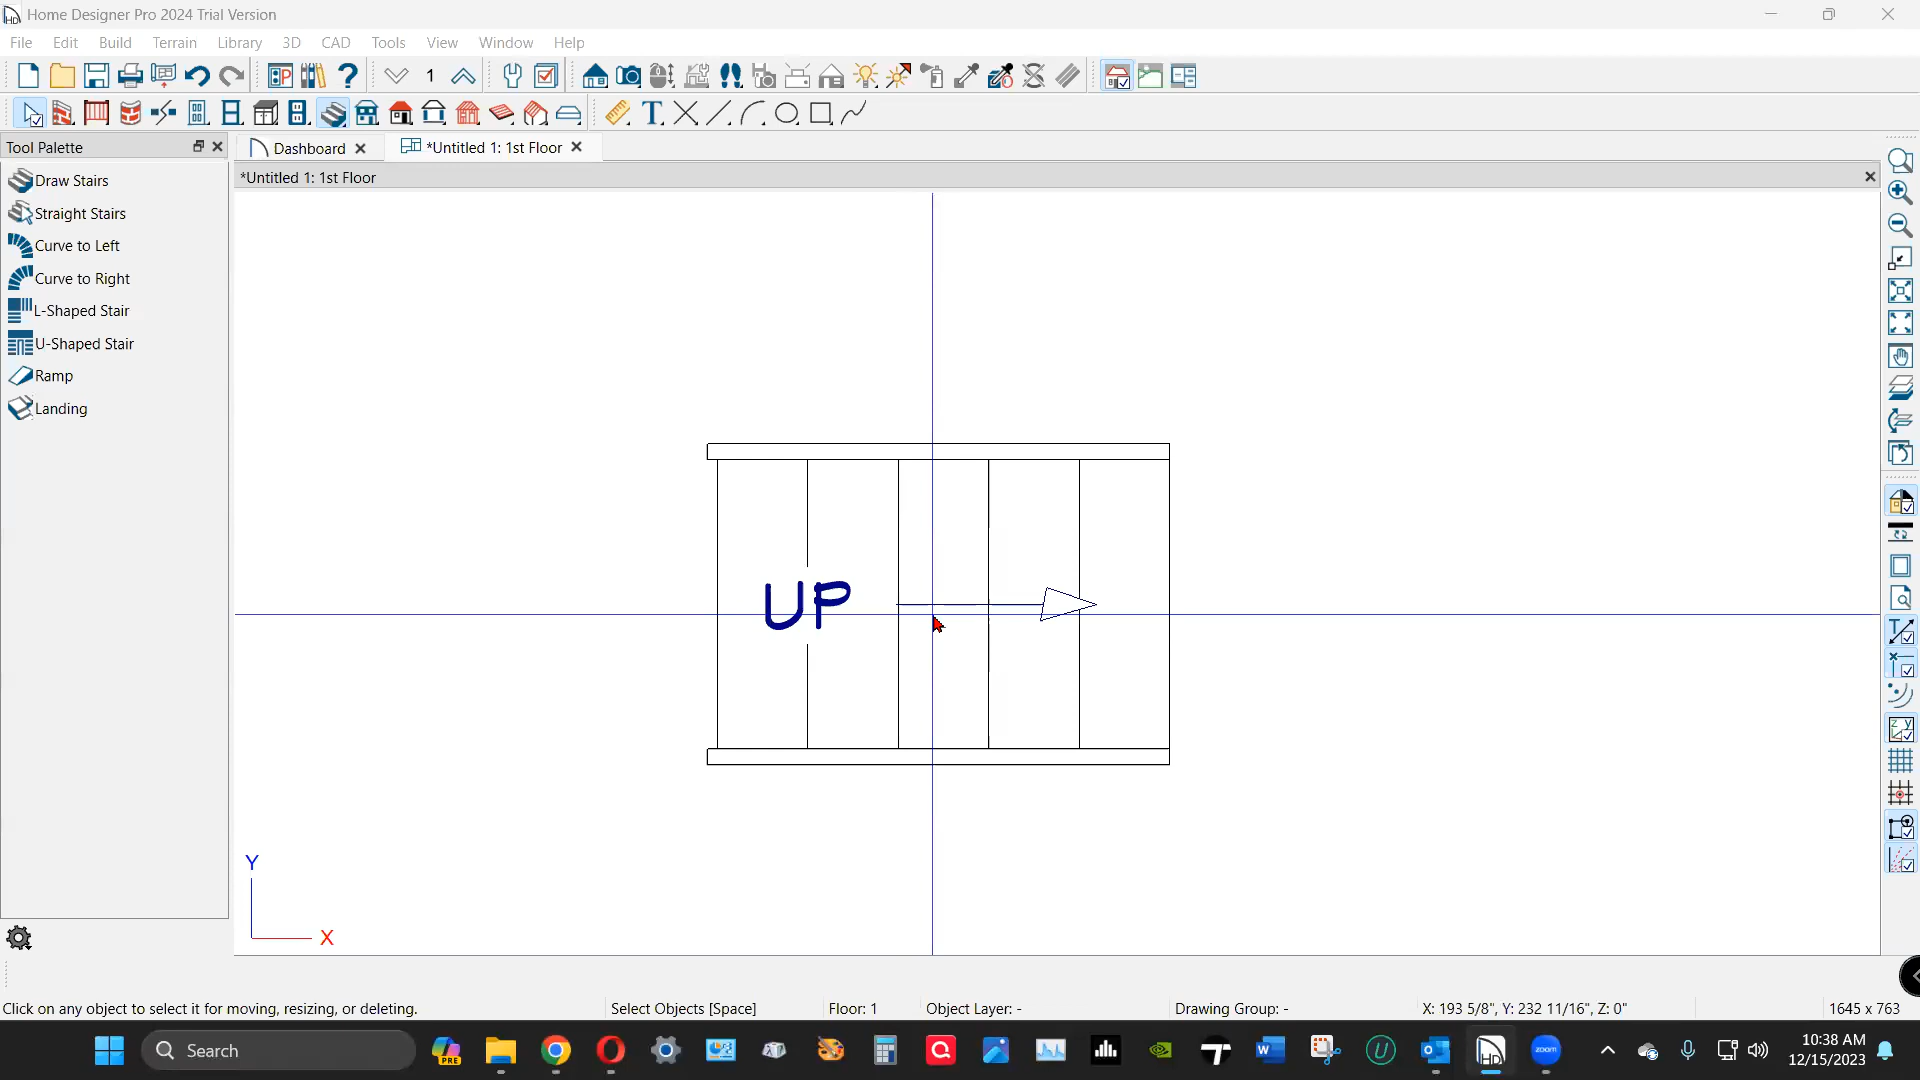 Home Designer Pro 2024 Trial Version
File Edit Build Terrain Library 3D CAD Tools View Window Help
1
Tool Palette
Dashboard *Untitled 1: 1st Floor
*Untitled 1: 1st Floor
Draw Stairs
Straight Stairs
Curve to Left
Curve to Right
L-Shaped Stair
U-Shaped Stair
Ramp
Landing
UP
Y
X
Click on any object to select it for moving, resizing, or deleting. Select Objects [Space] Floor: 1 Object Layer: - Drawing Group: - X: 193 5/8", Y: 232 11/16", Z: 0" 1645 x 763
Search
PRE
HD
zoom
10:38 AM
12/15/2023